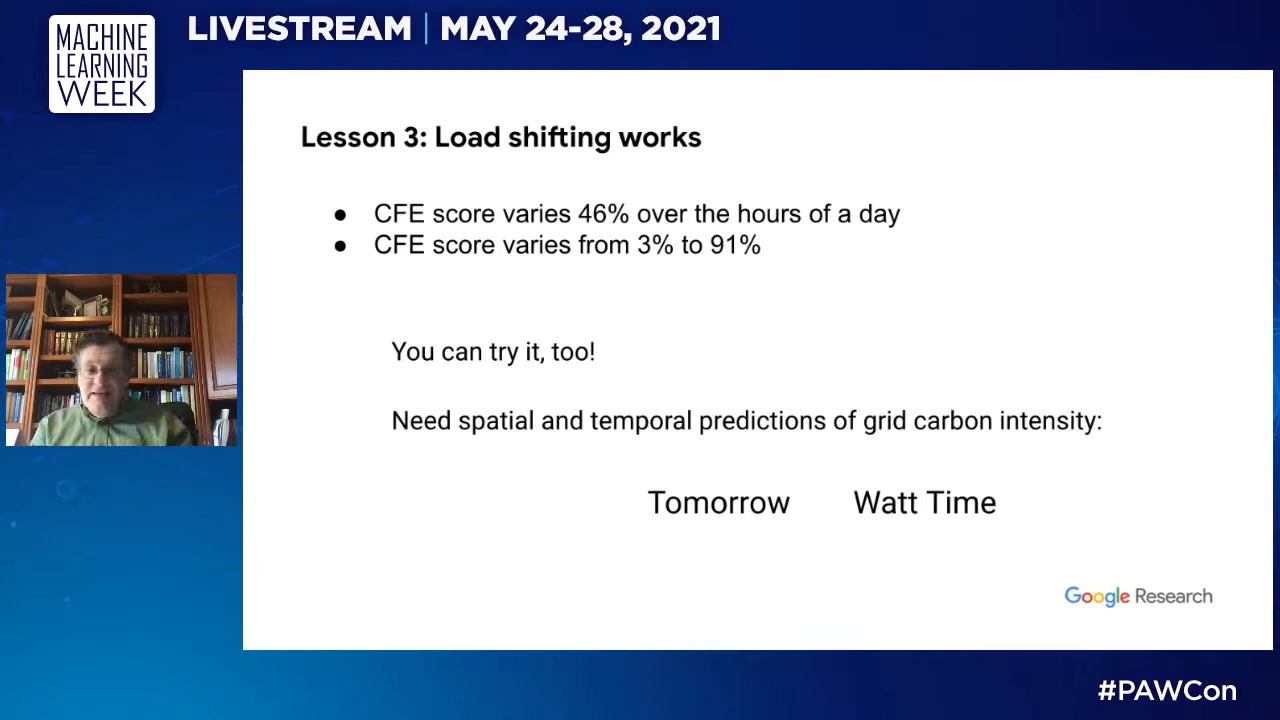 MACHINE
LEARNING
WEEK
LIVESTREAM | MAY 24-28, 2021
Lesson 3: Load shifting works
● CFE score varies 46% over the hours of a day
● CFE score varies from 3% to 91%
You can try it, too!
Need spatial and temporal predictions of grid carbon intensity:
Tomorrow Watt Time
Google Research
#PAWCon